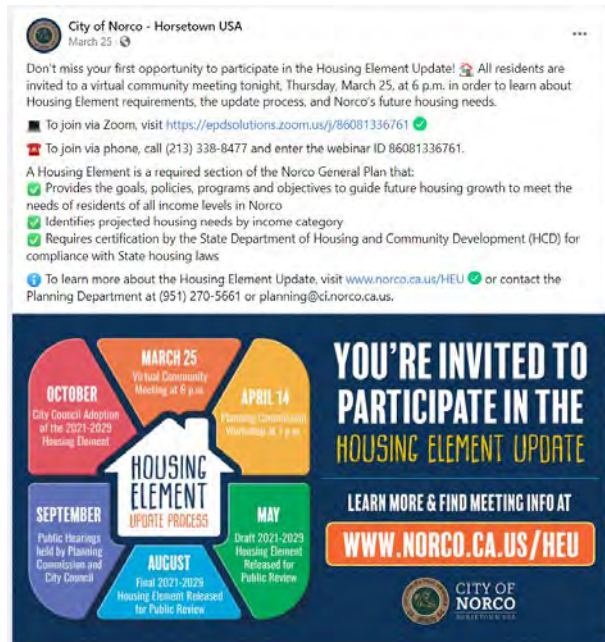 City of Norco - Horsetown USA
March 25
Don't miss your first opportunity to participate in the Housing Element Update! 🏠 All residents are
invited to a virtual community meeting tonight, Thursday, March 25, at 6 p.m. in order to learn about
Housing Element requirements, the update process, and Norco's future housing needs.
💻 To join via Zoom, visit https://epdsolutions.zoom.us/j/86081336761 ✅
☎️ To join via phone, call (213) 338-8477 and enter the webinar ID 86081336761.
A Housing Element is a required section of the Norco General Plan that:
✅ Provides the goals, policies, programs and objectives to guide future housing growth to meet the
needs of residents of all income levels in Norco
✅ Identifies projected housing needs by income category
✅ Requires certification by the State Department of Housing and Community Development (HCD) for
compliance with State housing laws
ℹ️ To learn more about the Housing Element Update, visit www.norco.ca.us/HEU ✅ or contact the
Planning Department at (951) 270-5661 or planning@ci.norco.ca.us.
MARCH 25
Virtual Community
Meeting at 6 p.m.
APRIL 14
Planning Commission
Workshop at 7 p.m.
MAY
Draft 2021-2029
Housing Element
Released for
Public Review
AUGUST
Final 2021-2029
Housing Element Released
for Public Review
SEPTEMBER
Public Hearings
held by Planning
Commission and
City Council
OCTOBER
City Council Adoption
of the 2021-2029
Housing Element
HOUSING
ELEMENT
UPDATE PROCESS
YOU'RE INVITED TO
PARTICIPATE IN THE
HOUSING ELEMENT UPDATE
LEARN MORE & FIND MEETING INFO AT
WWW.NORCO.CA.US/HEU
CITY OF
NORCO
HORSETOWN USA